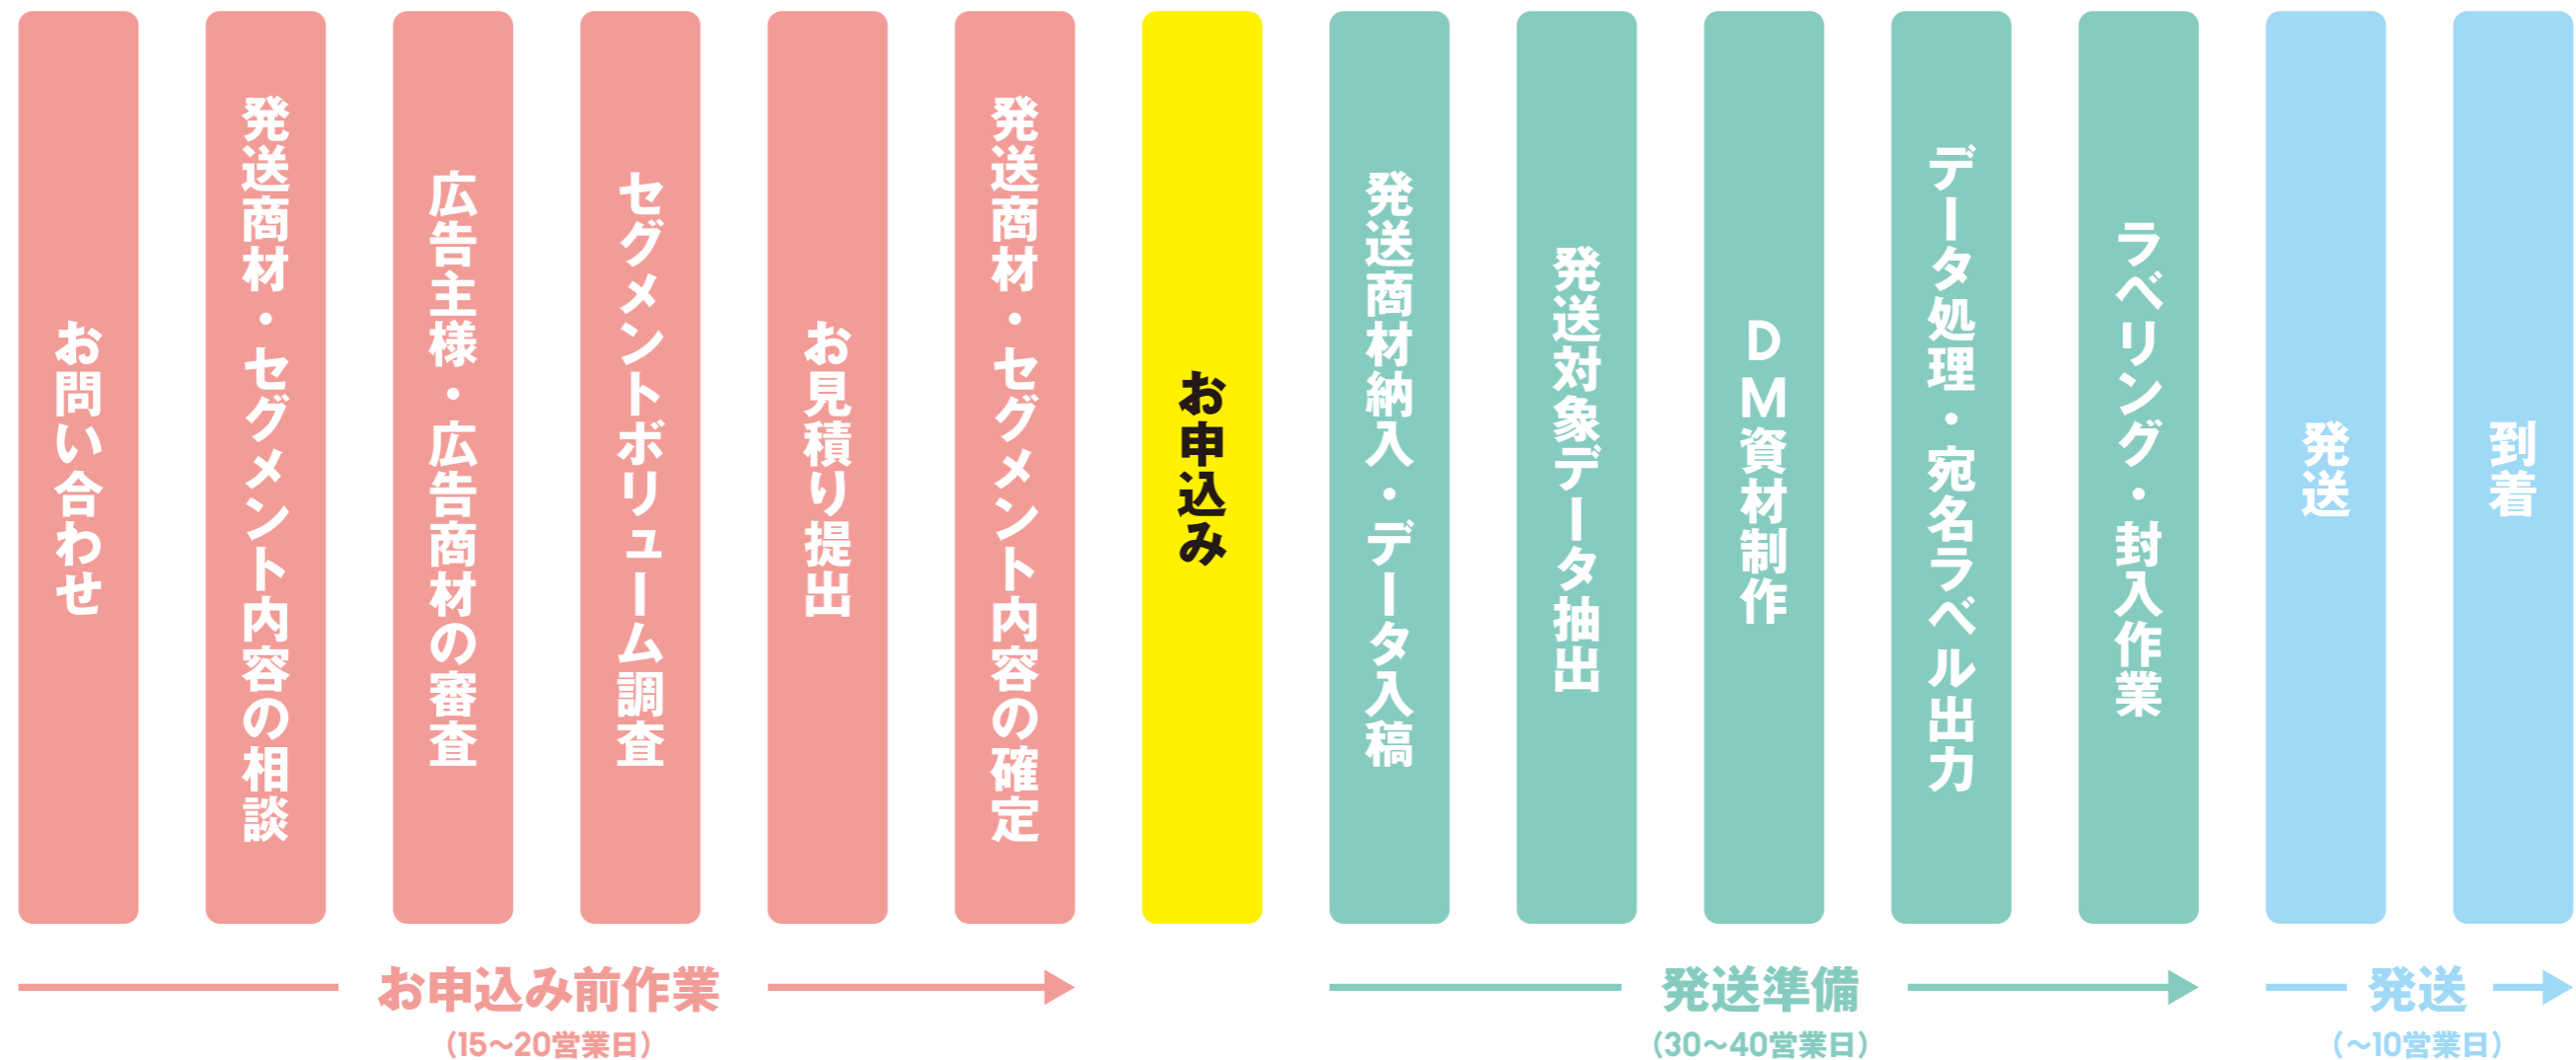 お問い合わせ
発送商材・セグメント内容の相談
広告主様・広告商材の審査
セグメントボリューム調査
お見積り提出
発送商材・セグメント内容の確定
お申込み
発送商材納入・データ入稿
発送対象データ抽出
DM資材制作
データ処理・宛名ラベル出力
ラベリング・封入作業
発送
到着
お申込み前作業
（15〜20営業日）
発送準備
（30〜40営業日）
発送
（〜10営業日）